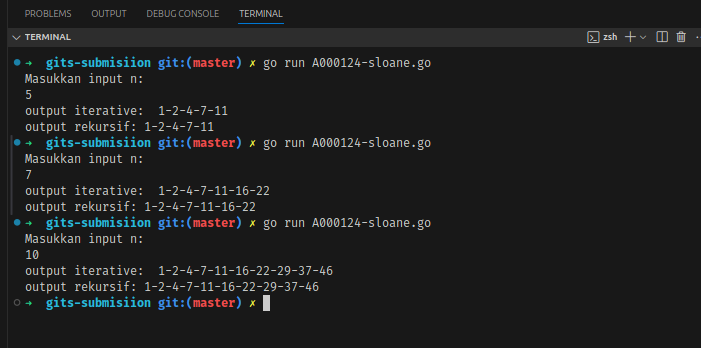 PROBLEMS OUTPUT DEBUG CONSOLE TERMINAL
TERMINAL zsh
→ gits-submisiion git:(master) ✗ go run A000124-sloane.go
Masukkan input n:
5
output iterative:  1-2-4-7-11
output rekursif: 1-2-4-7-11
→ gits-submisiion git:(master) ✗ go run A000124-sloane.go
Masukkan input n:
7
output iterative:  1-2-4-7-11-16-22
output rekursif: 1-2-4-7-11-16-22
→ gits-submisiion git:(master) ✗ go run A000124-sloane.go
Masukkan input n:
10
output iterative:  1-2-4-7-11-16-22-29-37-46
output rekursif: 1-2-4-7-11-16-22-29-37-46
→ gits-submisiion git:(master) ✗